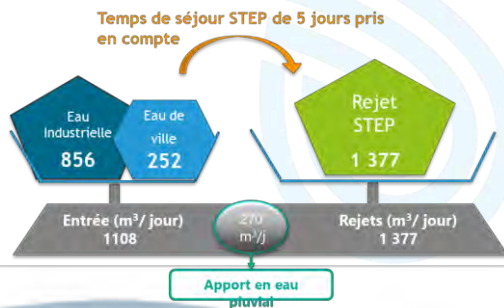 Temps de séjour STEP de 5 jours pris
en compte
Eau
Industrielle
856
Eau de
ville
252
Rejet
STEP
1 377
Entrée (m³/ jour)
1108
270
m³/j
Rejets (m³/ jour)
1 377
Apport en eau
pluvial